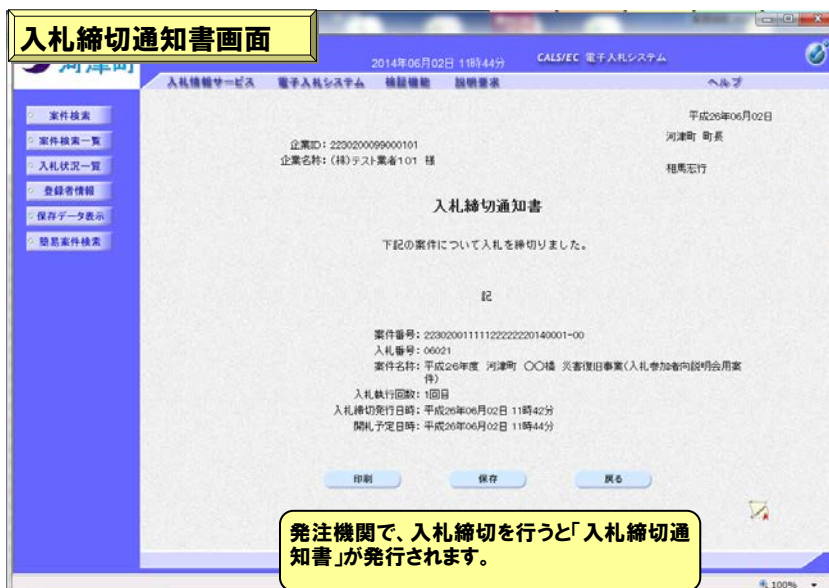 入札締切通知書画面
2014年06月02日 11時44分
CALS/EC 電子入札システム
入札情報サービス 電子入札システム 検証機能 説明要求 ヘルプ
案件検索
案件検索一覧
入札状況一覧
登録者情報
保存データ表示
簡易案件検索
平成26年06月02日
企業ID: 2230200099000101
河津町 町長
企業名称: (株)テスト業者101 様
相馬宏行
入札締切通知書
下記の案件について入札を締切りました。
記
案件番号: 2230200111112222220140001-00
入札番号: 06021
案件名称: 平成26年度 河津町 〇〇橋 災害復旧事業(入札参加者向説明会用案
件)
入札執行回数: 1回目
入札締切発行日時: 平成26年06月02日 11時42分
開札予定日時: 平成26年06月02日 11時44分
印刷 保存 戻る
発注機関で、入札締切を行うと「入札締切通
知書」が発行されます。
100%